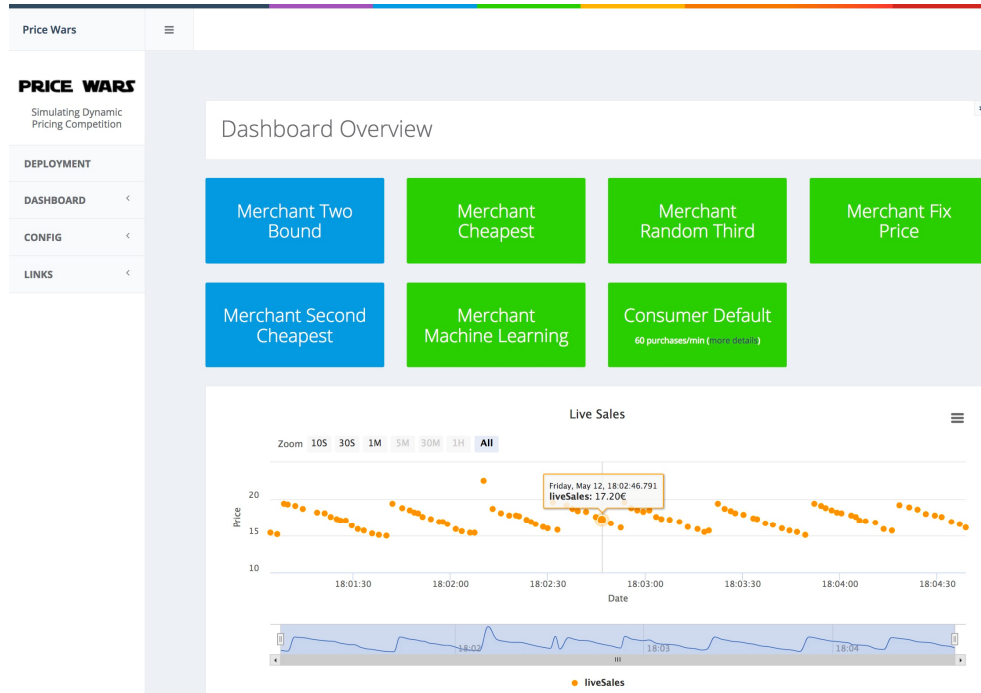 Price Wars
PRICE WARS
Simulating Dynamic
Pricing Competition
DEPLOYMENT
DASHBOARD
CONFIG
LINKS
Dashboard Overview
Merchant Two
Bound
Merchant
Cheapest
Merchant
Random Third
Merchant Fix
Price
Merchant Second
Cheapest
Merchant
Machine Learning
Consumer Default
60 purchases/min (more details)
Live Sales
Zoom 10S 30S 1M 5M 30M 1H All
Friday, May 12, 18:02:46.791
liveSales: 17.20€
Price
20
15
10
18:01:30 18:02:00 18:02:30 18:03:00 18:03:30 18:04:00 18:04:30
Date
18:02 18:03 18:04
liveSales